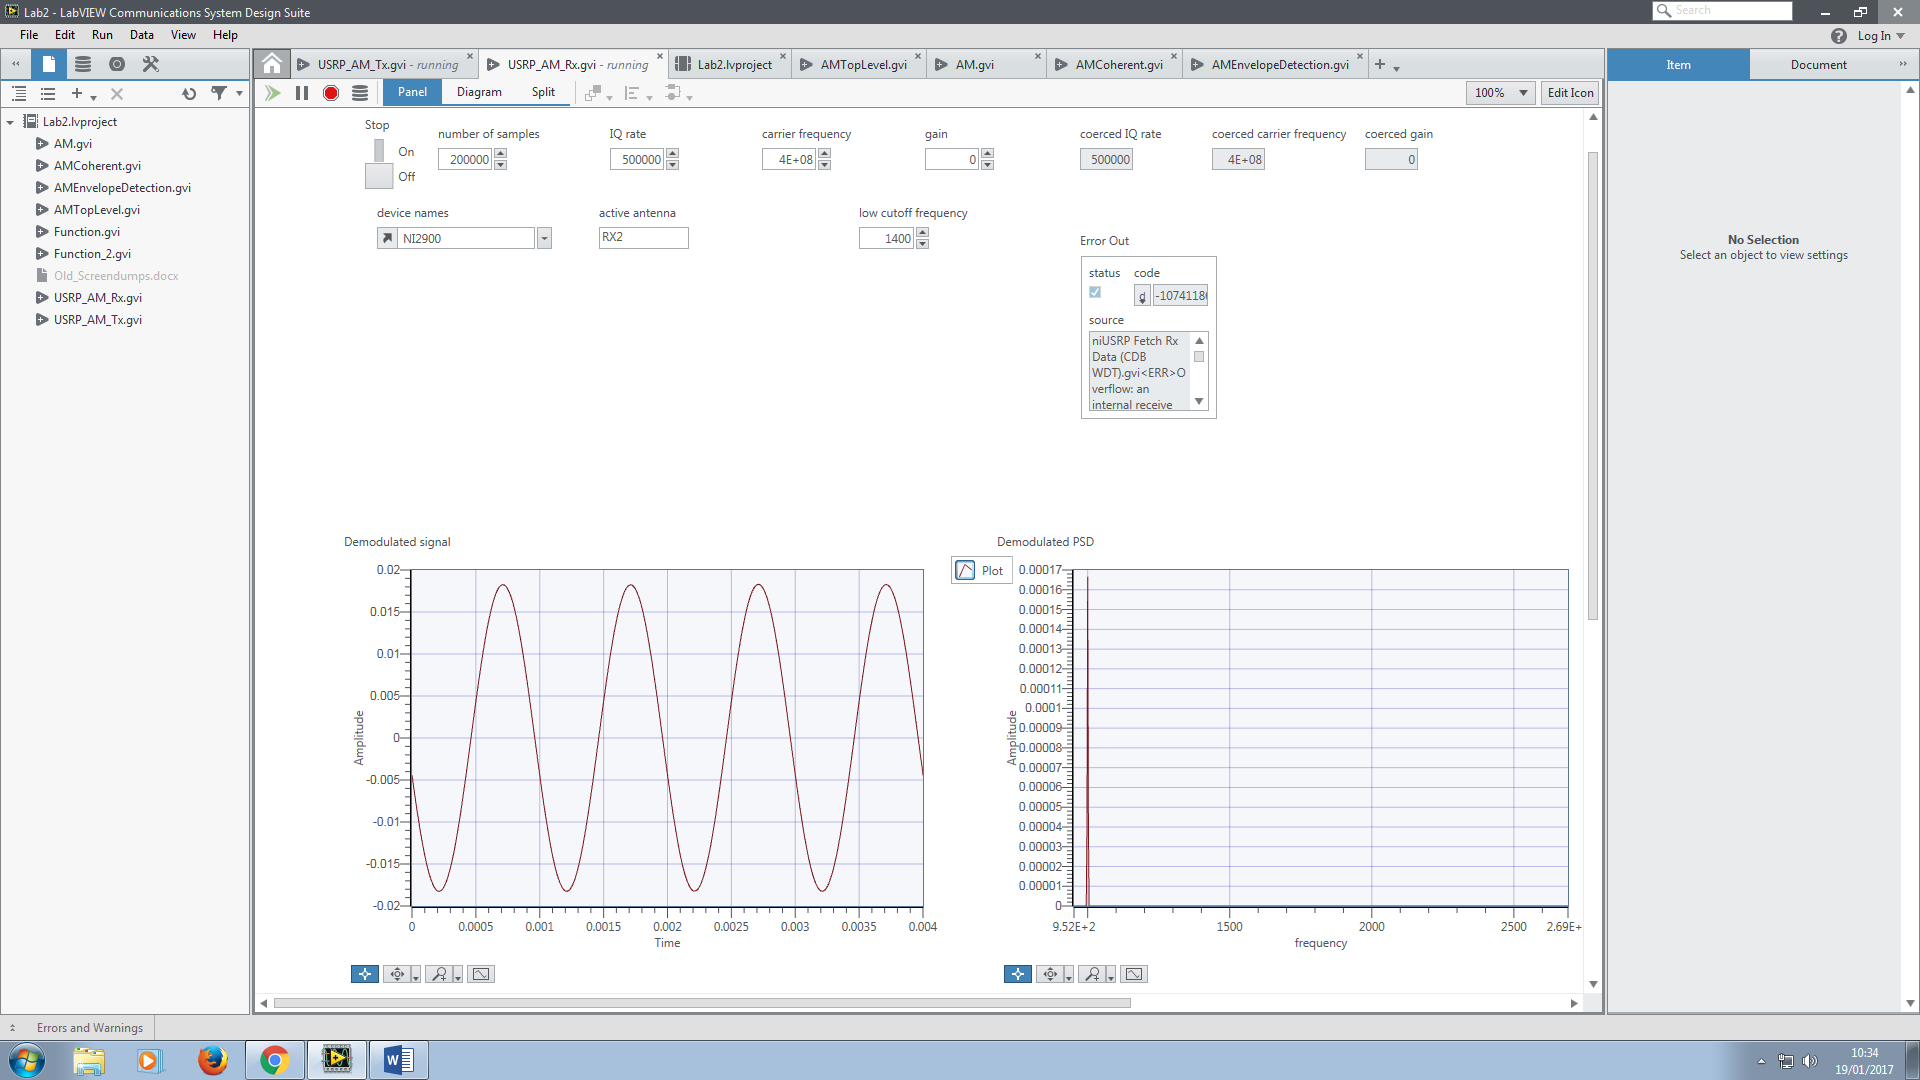 Lab2 - LabVIEW Communications System Design Suite
Search
File Edit Run Data View Help
Log In
USRP_AM_Tx.gvi - running
USRP_AM_Rx.gvi - running
Lab2.lvproject
AMTopLevel.gvi
AM.gvi
AMCoherent.gvi
AMEnvelopeDetection.gvi
Item
Document
Panel Diagram Split
100%
Edit Icon
Lab2.lvproject
AM.gvi
AMCoherent.gvi
AMEnvelopeDetection.gvi
AMTopLevel.gvi
Function.gvi
Function_2.gvi
Old_Screendumps.docx
USRP_AM_Rx.gvi
USRP_AM_Tx.gvi
Stop
On
Off
number of samples
200000
IQ rate
500000
carrier frequency
4E+08
gain
0
coerced IQ rate
500000
coerced carrier frequency
4E+08
coerced gain
0
device names
NI2900
active antenna
RX2
low cutoff frequency
1400
Error Out
status code
d -10741180
source
niUSRP Fetch Rx
Data (CDB
WDT).gvi<ERR>O
verflow: an
internal receive
No Selection
Select an object to view settings
Demodulated signal
0.02
0.015
0.01
0.005
0
-0.005
-0.01
-0.015
-0.02
Amplitude
0 0.0005 0.001 0.0015 0.002 0.0025 0.003 0.0035 0.004
Time
Demodulated PSD
Plot
0.00017
0.00016
0.00015
0.00014
0.00013
0.00012
0.00011
0.0001
0.00009
0.00008
0.00007
0.00006
0.00005
0.00004
0.00003
0.00002
0.00001
0
Amplitude
9.52E+2 1500 2000 2500 2.69E+
frequency
Errors and Warnings
10:34
19/01/2017